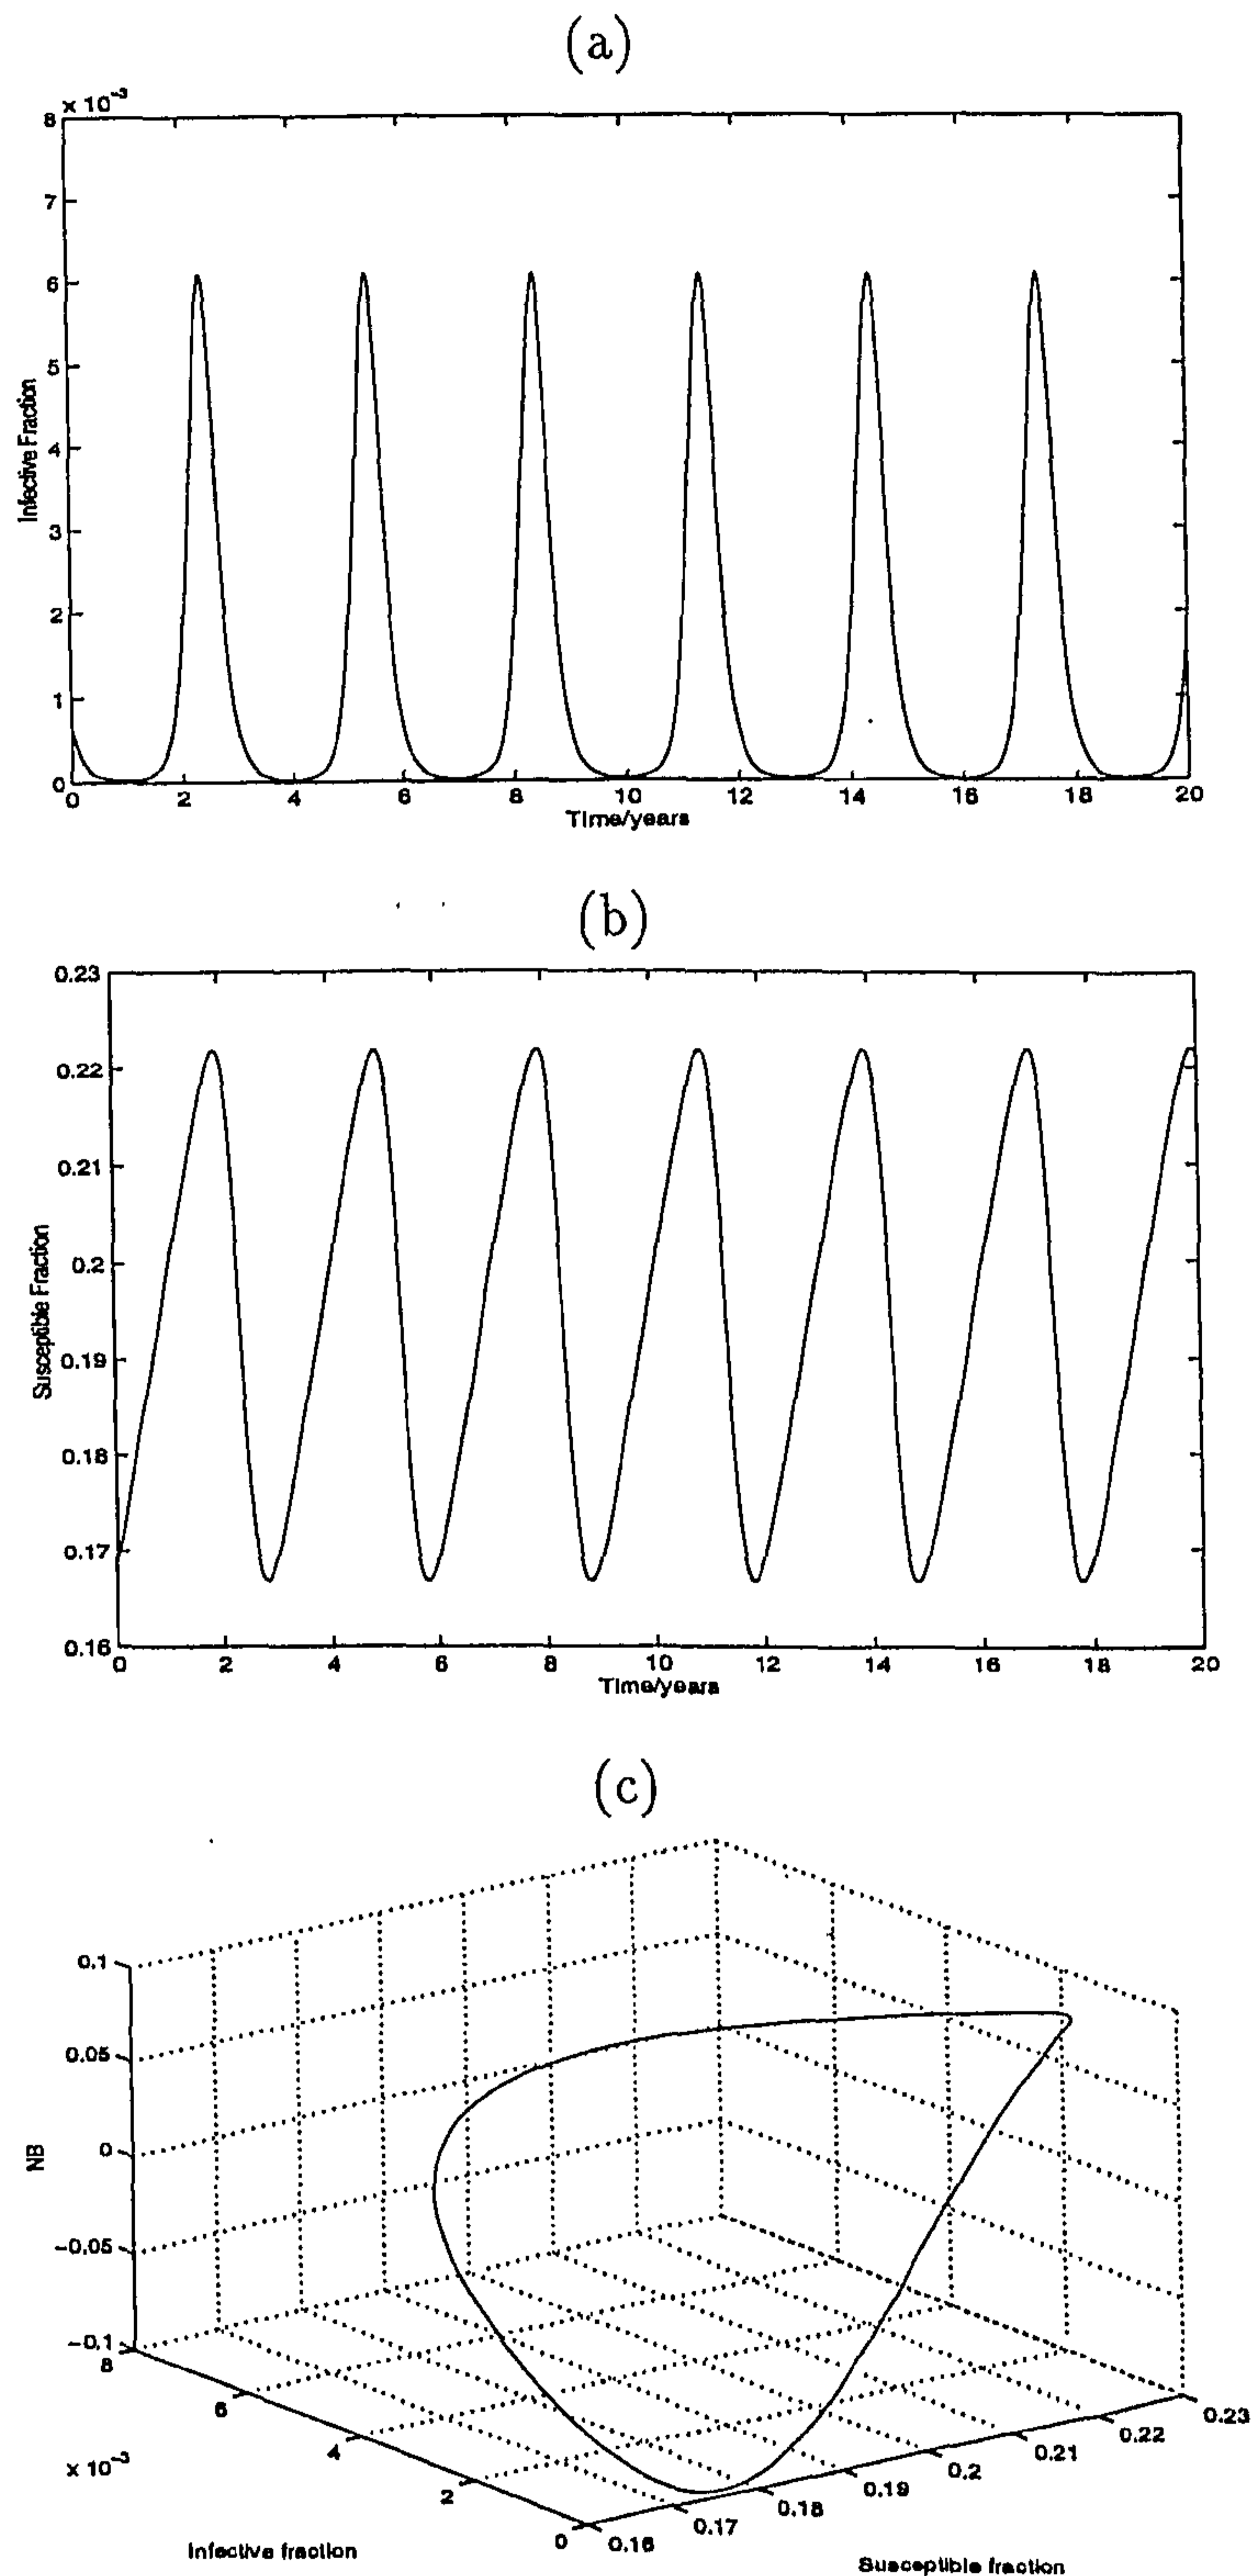 (a)
x 10⁻³
8
7
6
5
4
3
2
1
0
Infective Fraction
0 2 4 6 8 10 12 14 16 18 20
Time/years
(b)
0.23
0.22
0.21
0.2
0.19
0.18
0.17
0.16
Susceptible Fraction
0 2 4 6 8 10 12 14 16 18 20
Time/years
(c)
0.1
0.05
0
-0.05
-0.1
NB
8
6
4
2
0
x 10⁻³
Infective fraction
0.16 0.17 0.18 0.19 0.2 0.21 0.22 0.23
Susceptible fraction